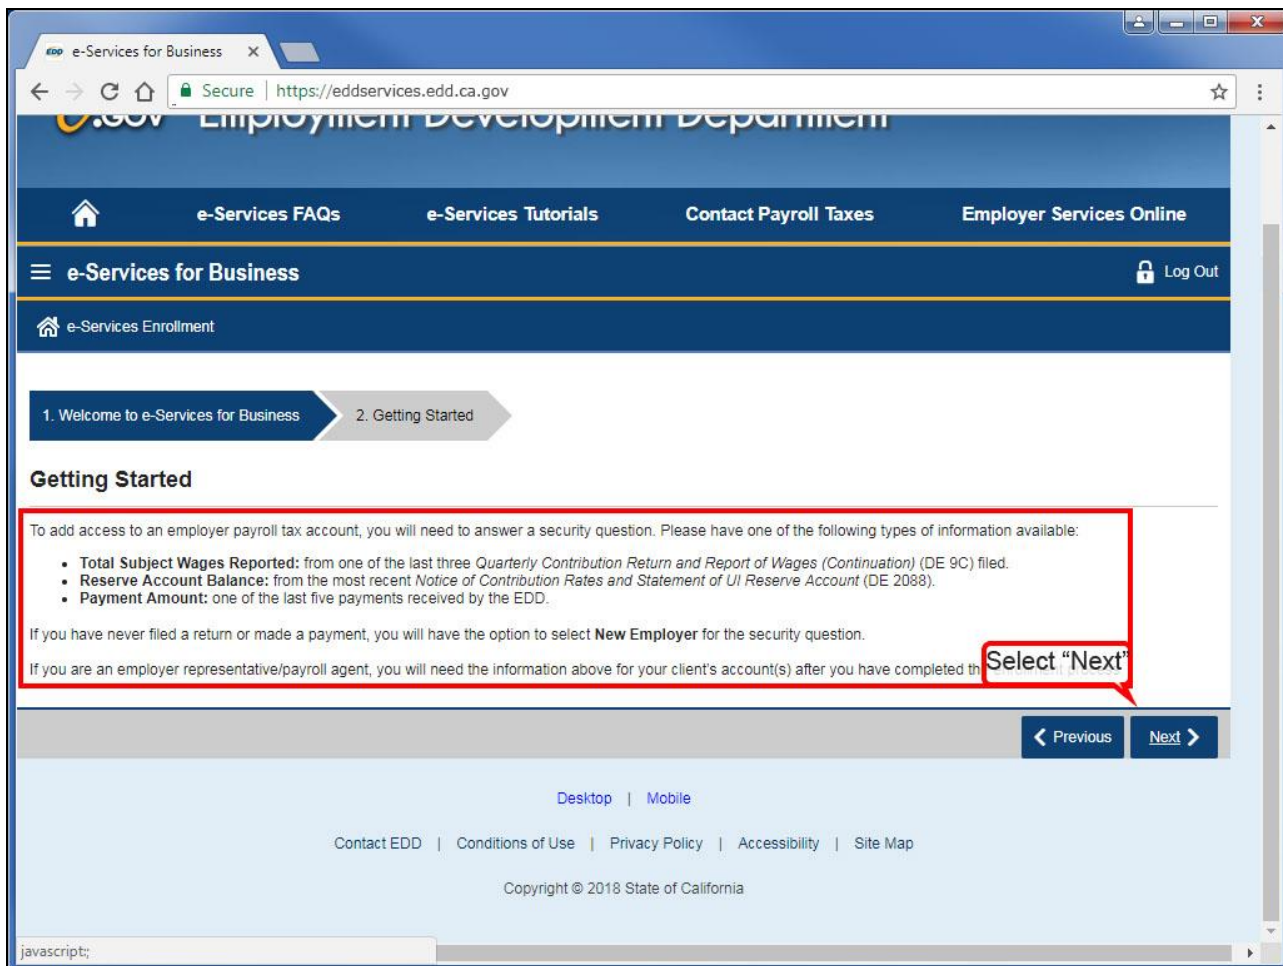 EDD e-Services for Business
Secure | https://eddservices.edd.ca.gov
.GOV Employment Development Department
e-Services FAQs e-Services Tutorials Contact Payroll Taxes Employer Services Online
e-Services for Business Log Out
e-Services Enrollment
1. Welcome to e-Services for Business 2. Getting Started
Getting Started
To add access to an employer payroll tax account, you will need to answer a security question. Please have one of the following types of information available:
• Total Subject Wages Reported: from one of the last three Quarterly Contribution Return and Report of Wages (Continuation) (DE 9C) filed.
• Reserve Account Balance: from the most recent Notice of Contribution Rates and Statement of UI Reserve Account (DE 2088).
• Payment Amount: one of the last five payments received by the EDD.
If you have never filed a return or made a payment, you will have the option to select New Employer for the security question.
If you are an employer representative/payroll agent, you will need the information above for your client's account(s) after you have completed th
Select “Next”
Previous Next
Desktop | Mobile
Contact EDD | Conditions of Use | Privacy Policy | Accessibility | Site Map
Copyright © 2018 State of California
javascript:;